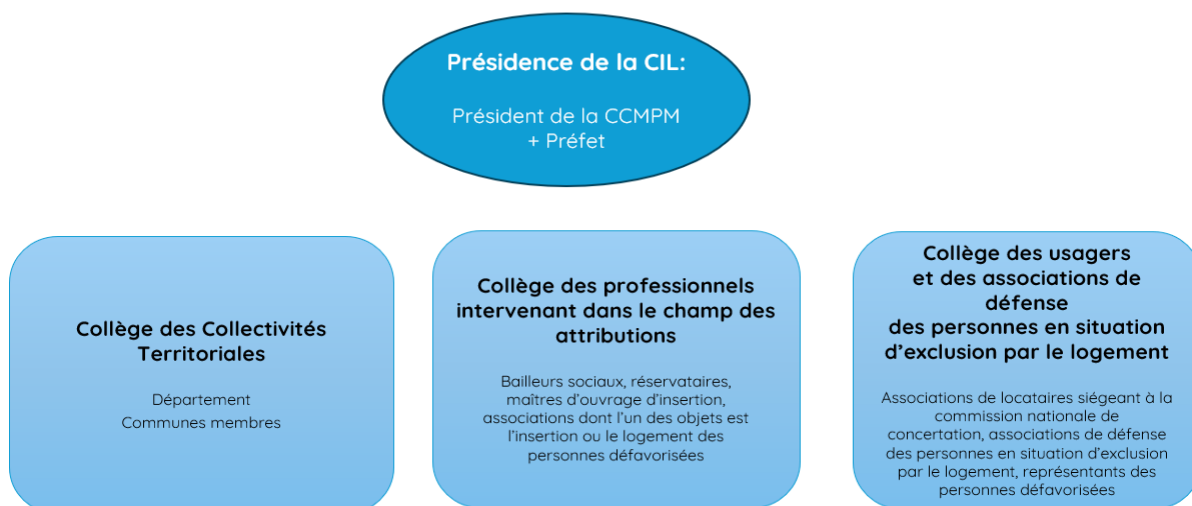 Présidence de la CIL:
Président de la CCMPM
+ Préfet
Collège des Collectivités
Territoriales
Département
Communes membres
Collège des professionnels
intervenant dans le champ des
attributions
Bailleurs sociaux, réservataires,
maîtres d'ouvrage d'insertion,
associations dont l'un des objets est
l'insertion ou le logement des
personnes défavorisées
Collège des usagers
et des associations de
défense
des personnes en situation
d'exclusion par le logement
Associations de locataires siégeant à la
commission nationale de
concertation, associations de défense
des personnes en situation d'exclusion
par le logement, représentants des
personnes défavorisées